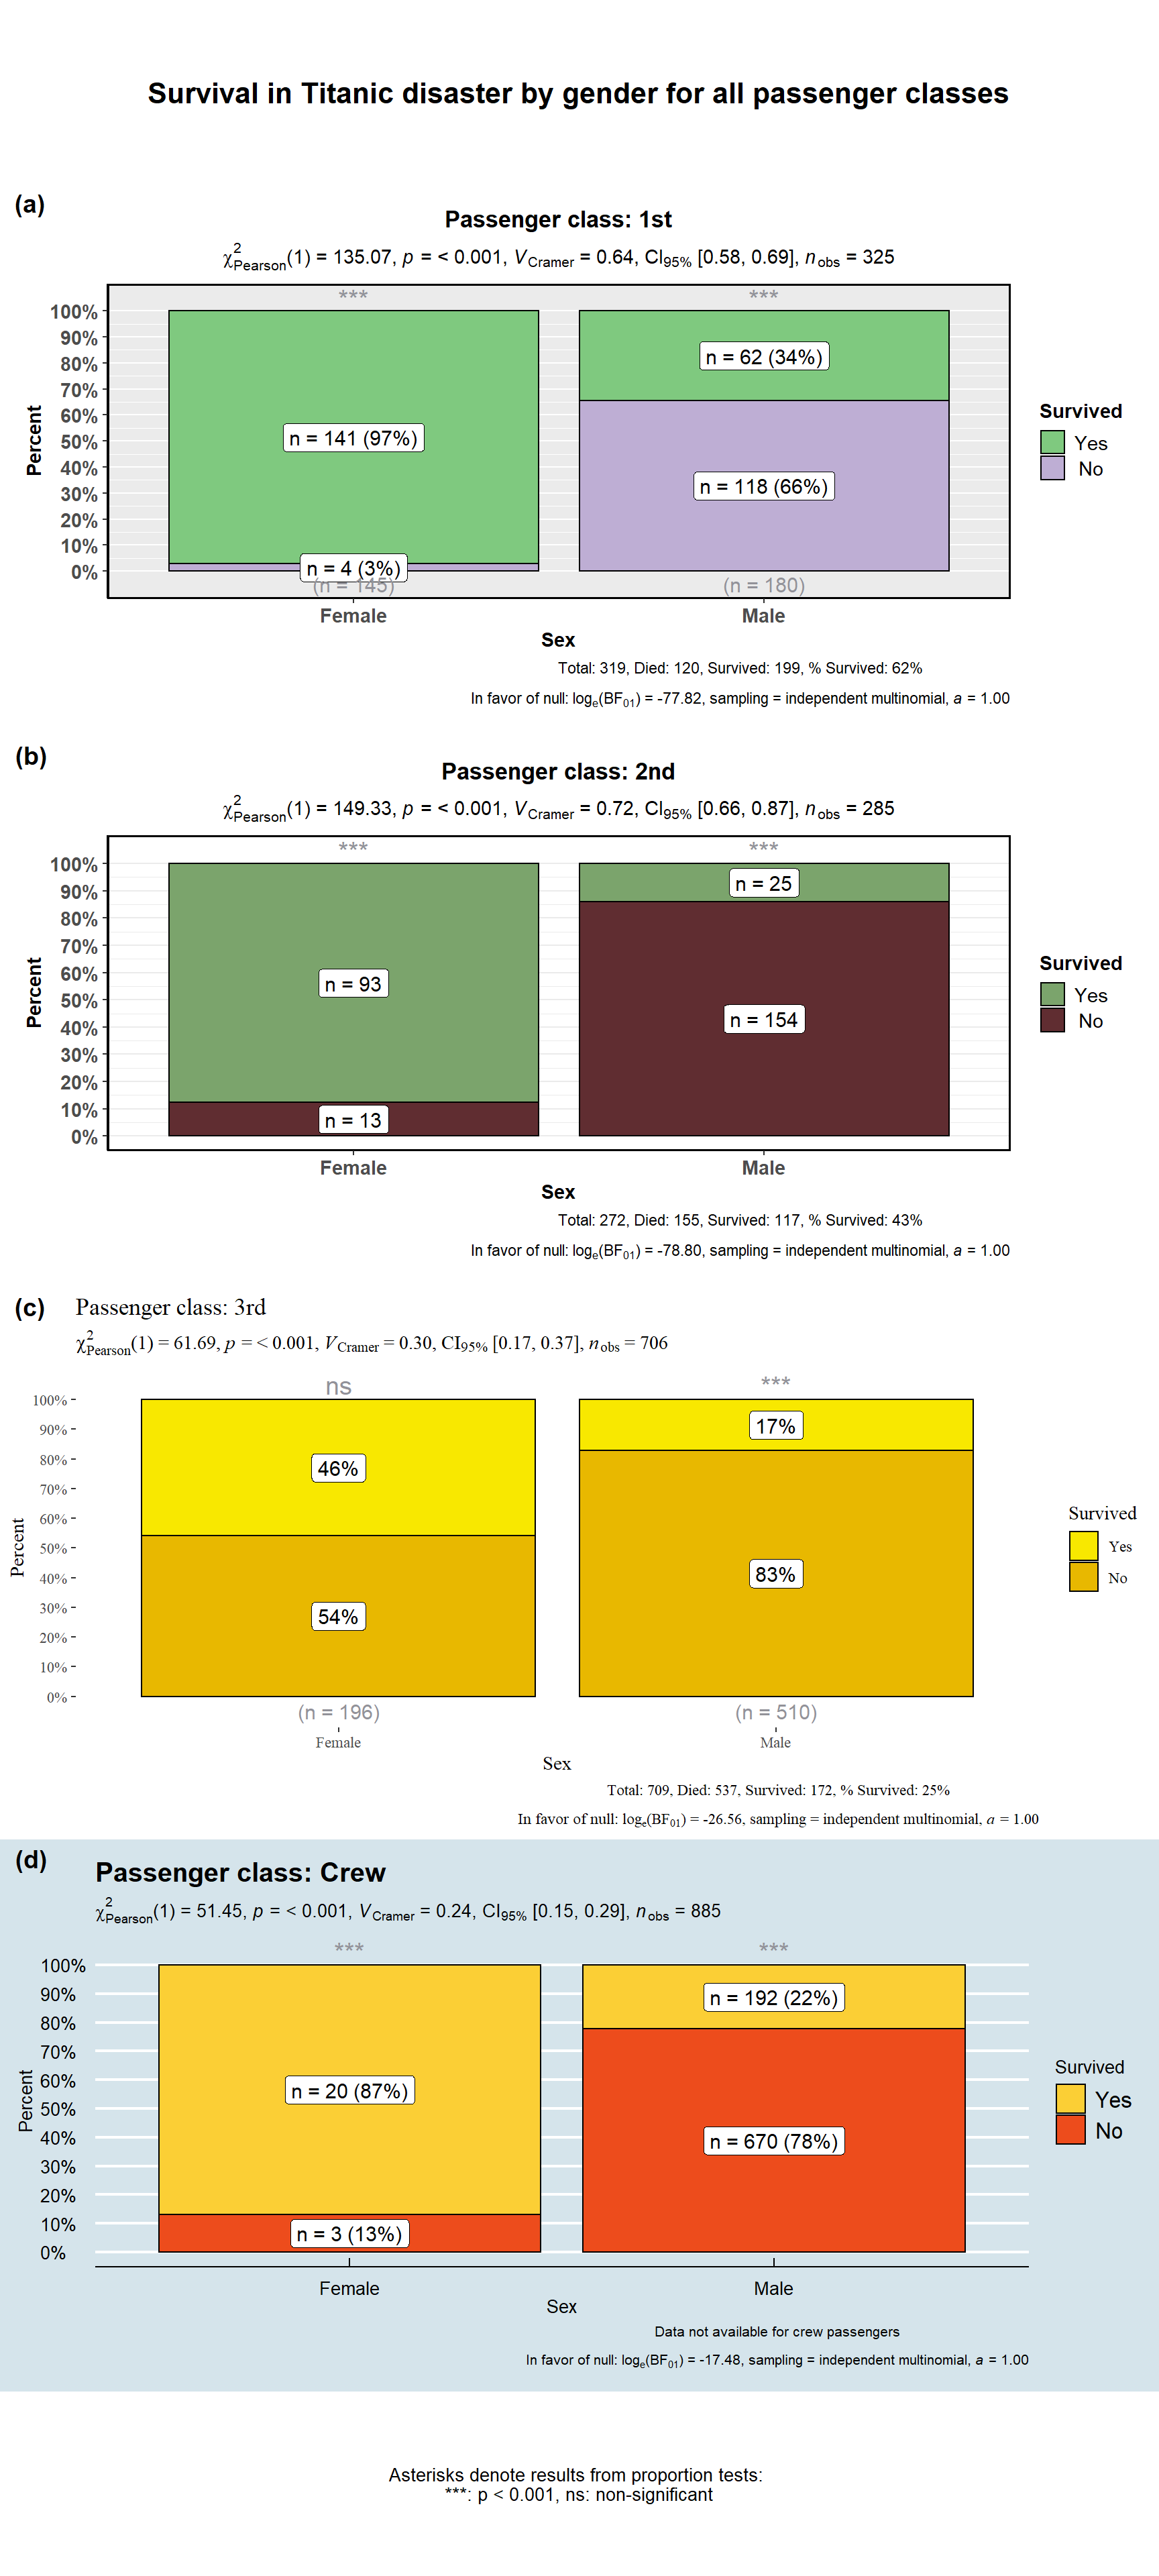 Survival in Titanic disaster by gender for all passenger classes
(a)
Passenger class: 1st
χ²Pearson(1) = 135.07, p = < 0.001, VCramer = 0.64, CI95% [0.58, 0.69], nobs = 325
*** ***
100%
90%
80%
70%
60%
50%
40%
30%
20%
10%
0%
Percent
n = 62 (34%)
n = 141 (97%)
n = 118 (66%)
n = 4 (3%)
(n = 145) (n = 180)
Female Male
Sex
Survived
Yes
No
Total: 319, Died: 120, Survived: 199, % Survived: 62%
In favor of null: loge(BF01) = -77.82, sampling = independent multinomial, a = 1.00
(b)
Passenger class: 2nd
χ²Pearson(1) = 149.33, p = < 0.001, VCramer = 0.72, CI95% [0.66, 0.87], nobs = 285
*** ***
100%
90%
80%
70%
60%
50%
40%
30%
20%
10%
0%
Percent
n = 25
n = 93
n = 154
n = 13
Female Male
Sex
Survived
Yes
No
Total: 272, Died: 155, Survived: 117, % Survived: 43%
In favor of null: loge(BF01) = -78.80, sampling = independent multinomial, a = 1.00
(c)
Passenger class: 3rd
χ²Pearson(1) = 61.69, p = < 0.001, VCramer = 0.30, CI95% [0.17, 0.37], nobs = 706
ns ***
100%
90%
80%
70%
60%
50%
40%
30%
20%
10%
0%
Percent
17%
46%
83%
54%
(n = 196) (n = 510)
Female Male
Sex
Survived
Yes
No
Total: 709, Died: 537, Survived: 172, % Survived: 25%
In favor of null: loge(BF01) = -26.56, sampling = independent multinomial, a = 1.00
(d)
Passenger class: Crew
χ²Pearson(1) = 51.45, p = < 0.001, VCramer = 0.24, CI95% [0.15, 0.29], nobs = 885
*** ***
100%
90%
80%
70%
60%
50%
40%
30%
20%
10%
0%
Percent
n = 192 (22%)
n = 20 (87%)
n = 670 (78%)
n = 3 (13%)
Female Male
Sex
Survived
Yes
No
Data not available for crew passengers
In favor of null: loge(BF01) = -17.48, sampling = independent multinomial, a = 1.00
Asterisks denote results from proportion tests:
***: p < 0.001, ns: non-significant